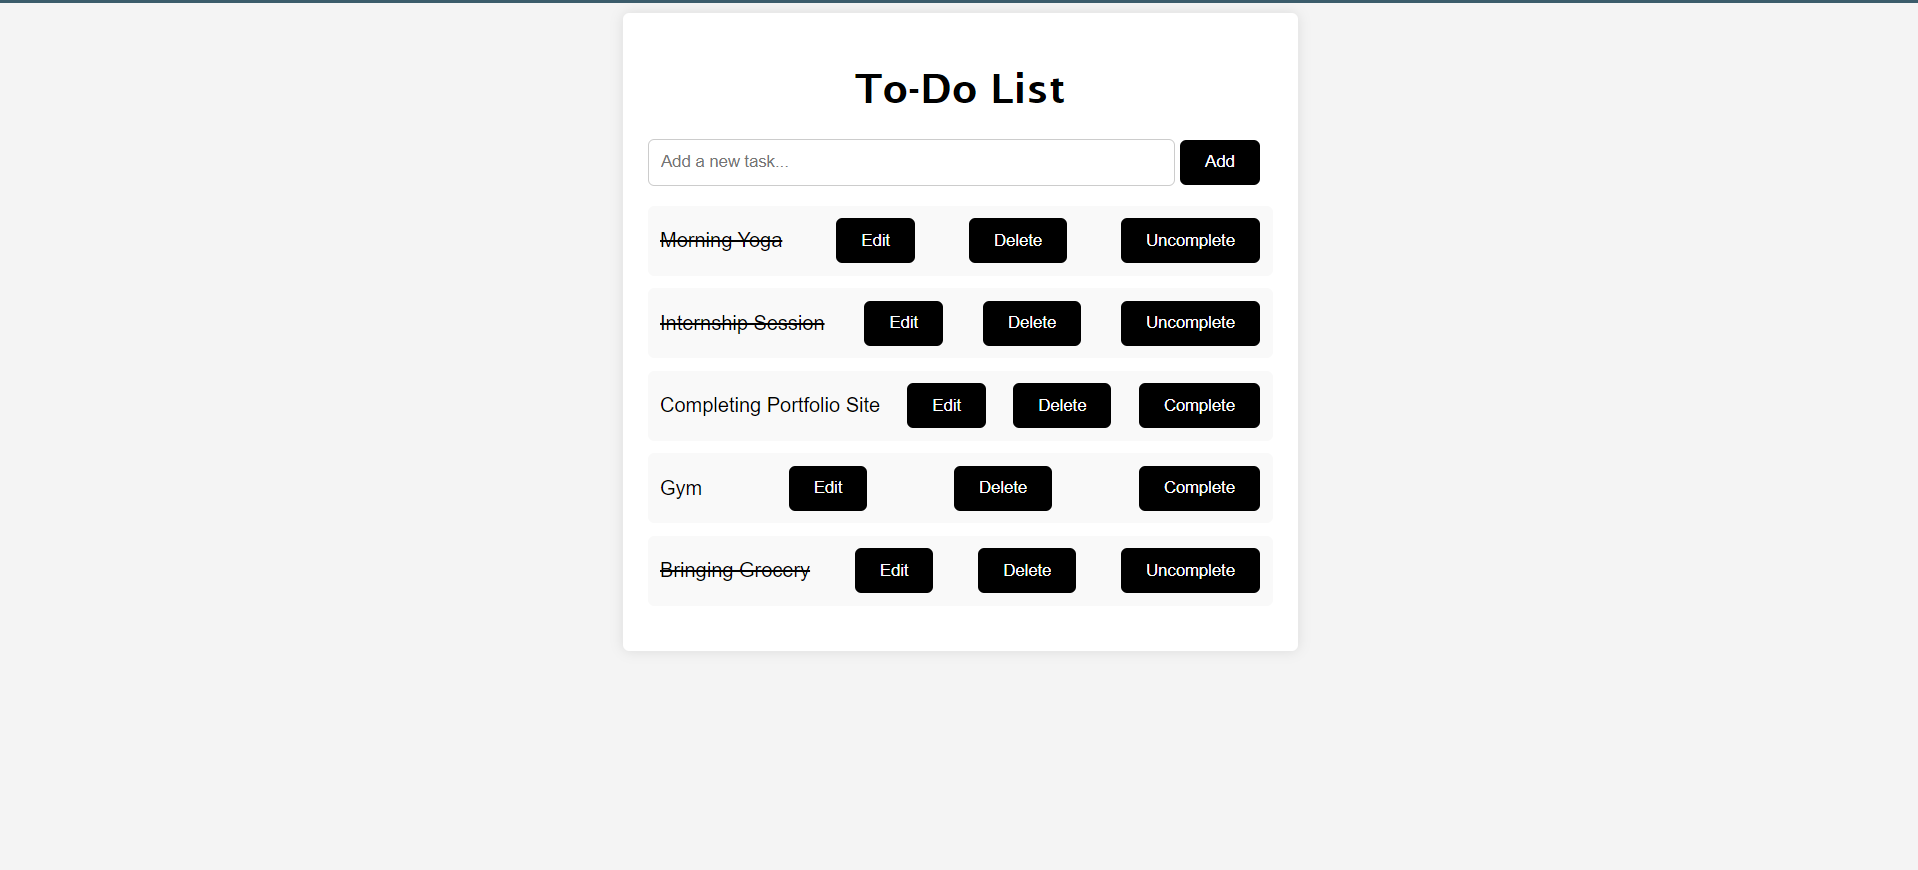 To-Do List
Add a new task... Add
Morning Yoga Edit Delete Uncomplete
Internship Session Edit Delete Uncomplete
Completing Portfolio Site Edit Delete Complete
Gym Edit Delete Complete
Bringing Grocery Edit Delete Uncomplete